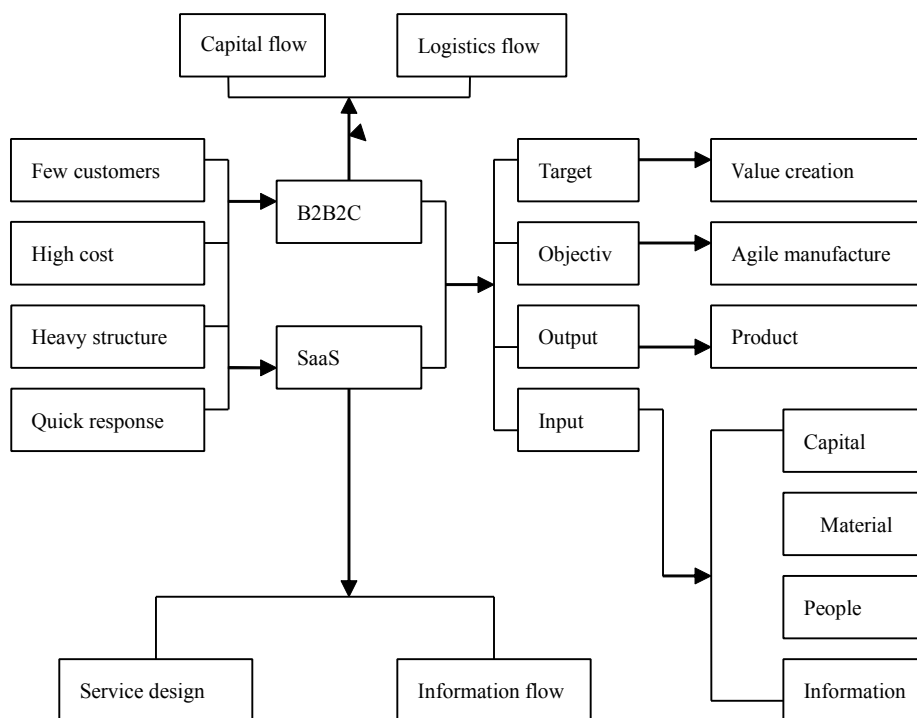 Capital flow
Logistics flow
Few customers
High cost
Heavy structure
Quick response
B2B2C
SaaS
Target
Objectiv
Output
Input
Value creation
Agile manufacture
Product
Capital
Material
People
Information
Service design
Information flow